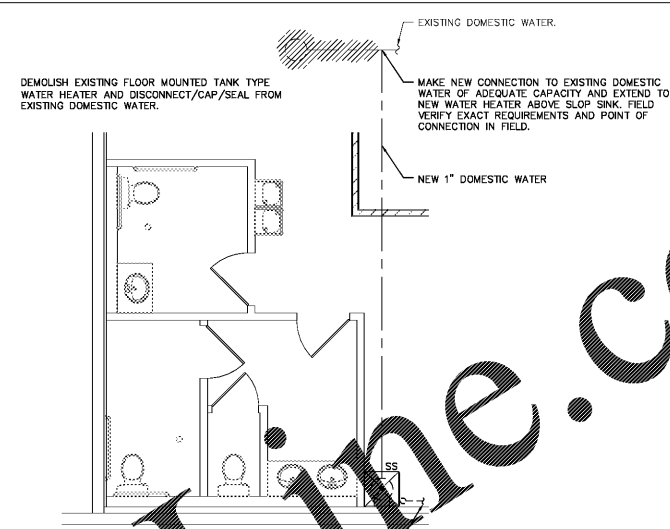 EXISTING DOMESTIC WATER.
DEMOLISH EXISTING FLOOR MOUNTED TANK TYPE
WATER HEATER AND DISCONNECT/CAP/SEAL FROM
EXISTING DOMESTIC WATER.
MAKE NEW CONNECTION TO EXISTING DOMESTIC
WATER OF ADEQUATE CAPACITY AND EXTEND TO
NEW WATER HEATER ABOVE SLOP SINK. FIELD
VERIFY EXACT REQUIREMENTS AND POINT OF
CONNECTION IN FIELD.
NEW 1" DOMESTIC WATER
SS